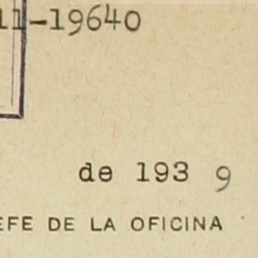 11-19640
de 193 9
EFE DE LA OFICINA